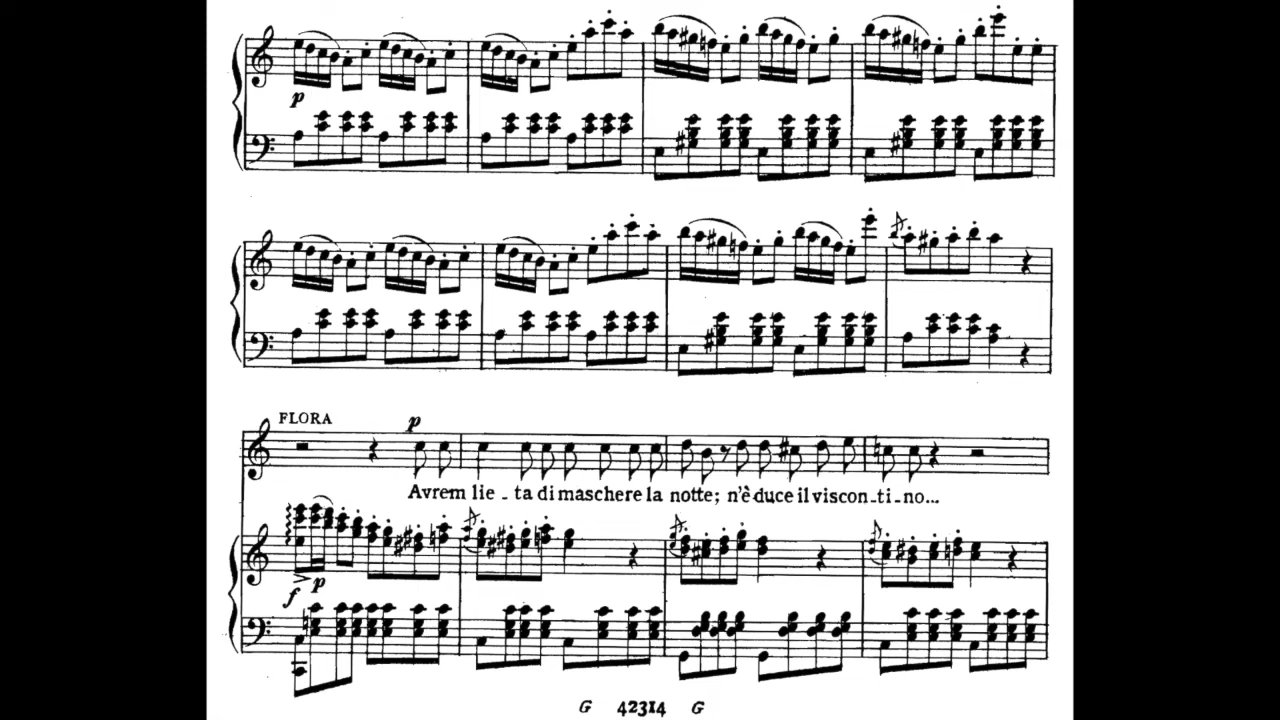 p
FLORA
p
Avrem lie - ta di maschere la notte; n'è duce il viscon - ti - no...
f p
G 42314 G